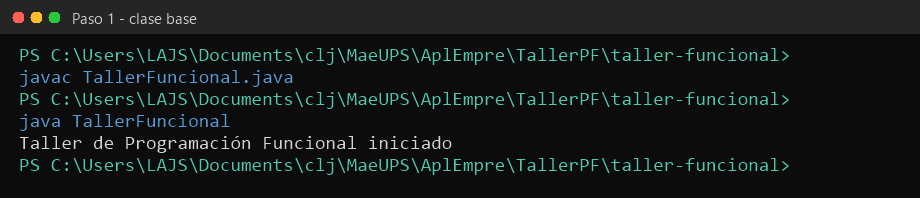 Paso 1 - clase base
PS C:\Users\LAJS\Documents\clj\MaeUPS\AplEmpre\TallerPF\taller-funcional>
javac TallerFuncional.java
PS C:\Users\LAJS\Documents\clj\MaeUPS\AplEmpre\TallerPF\taller-funcional>
java TallerFuncional
Taller de Programación Funcional iniciado
PS C:\Users\LAJS\Documents\clj\MaeUPS\AplEmpre\TallerPF\taller-funcional>